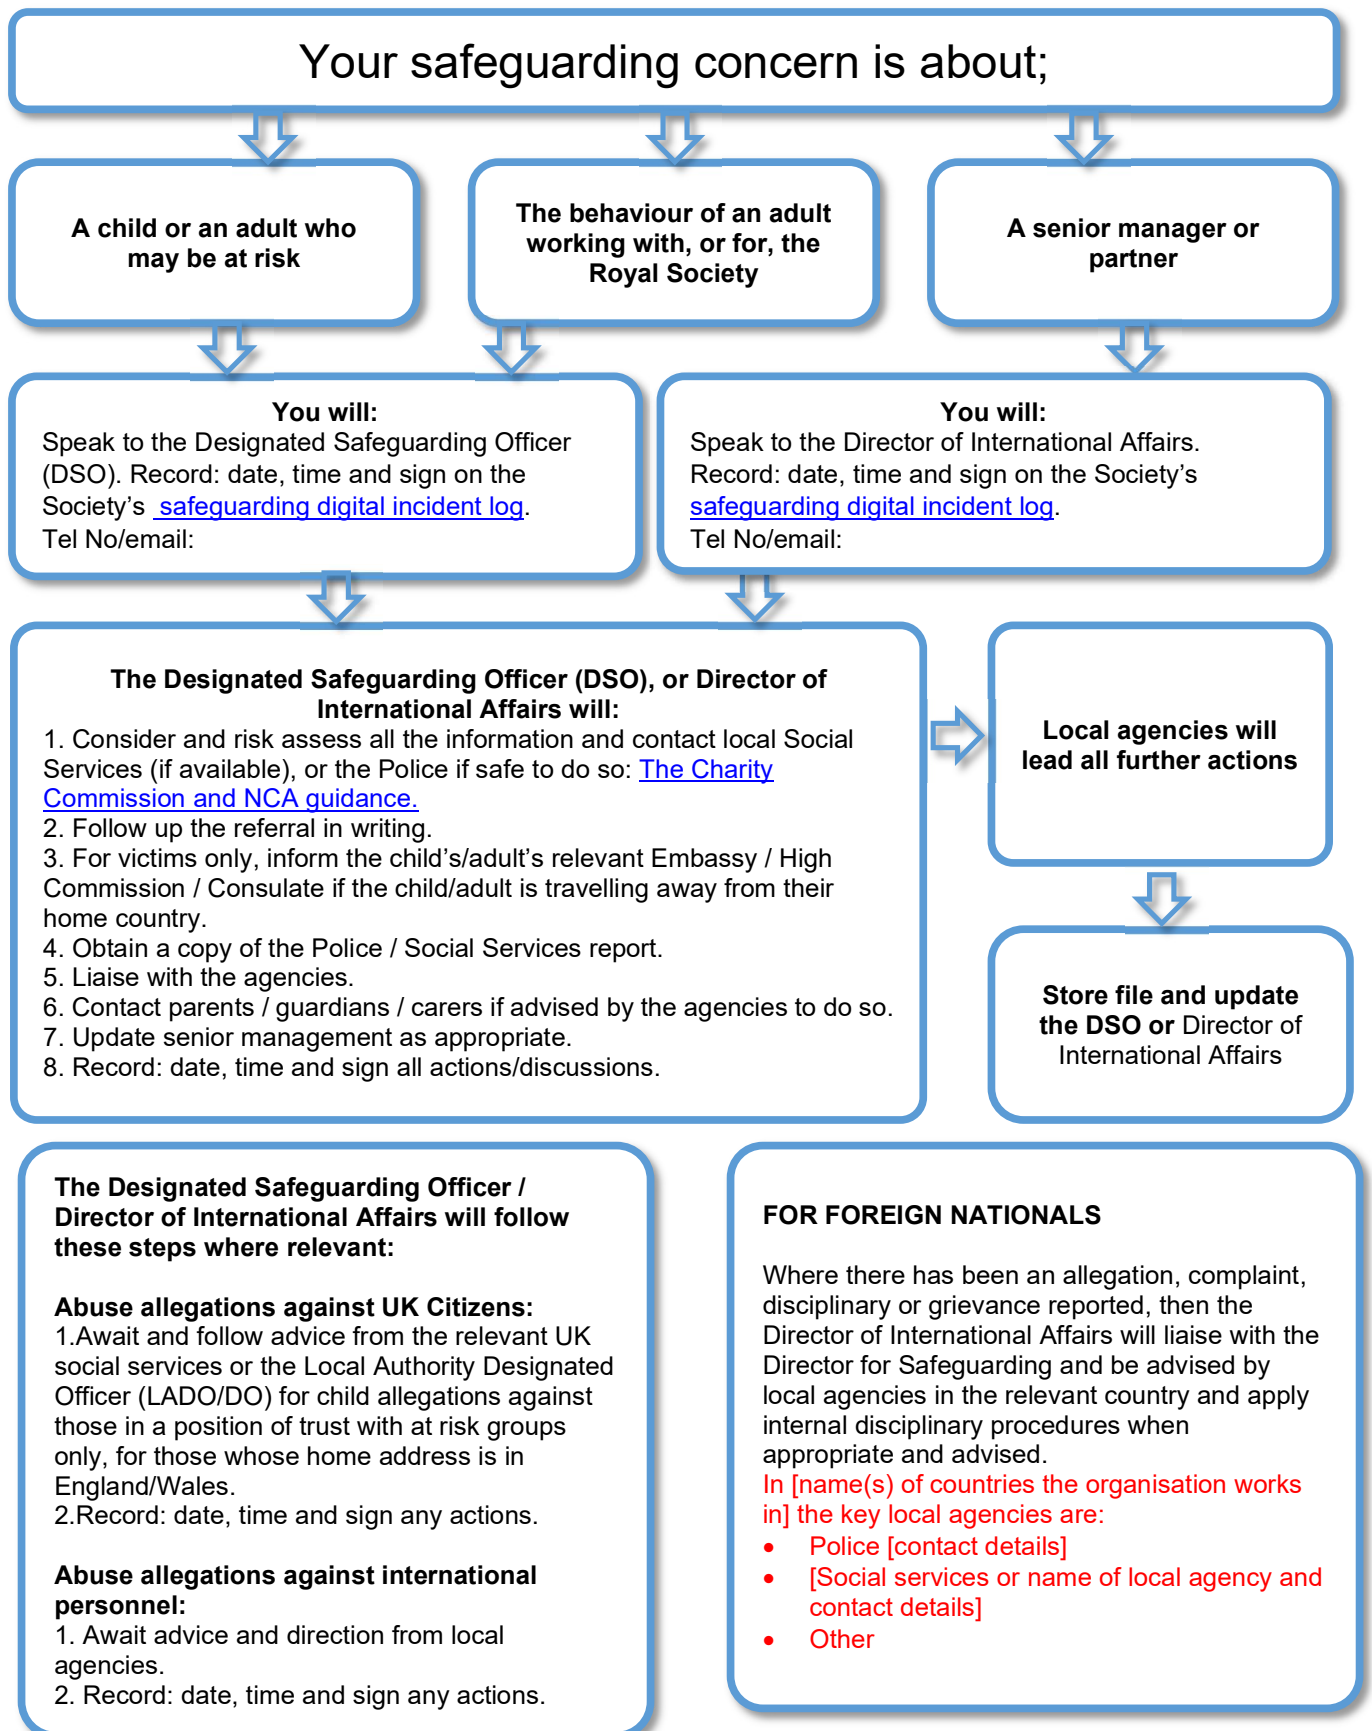 Your safeguarding concern is about;
A child or an adult who
may be at risk
The behaviour of an adult
working with, or for, the
Royal Society
A senior manager or
partner
You will:
Speak to the Designated Safeguarding Officer
(DSO). Record: date, time and sign on the
Society’s  safeguarding digital incident log.
Tel No/email:
You will:
Speak to the Director of International Affairs.
Record: date, time and sign on the Society’s
safeguarding digital incident log.
Tel No/email:
The Designated Safeguarding Officer (DSO), or Director of
International Affairs will:
1. Consider and risk assess all the information and contact local Social
Services (if available), or the Police if safe to do so: The Charity
Commission and NCA guidance.
2. Follow up the referral in writing.
3. For victims only, inform the child’s/adult’s relevant Embassy / High
Commission / Consulate if the child/adult is travelling away from their
home country.
4. Obtain a copy of the Police / Social Services report.
5. Liaise with the agencies.
6. Contact parents / guardians / carers if advised by the agencies to do so.
7. Update senior management as appropriate.
8. Record: date, time and sign all actions/discussions.
Local agencies will
lead all further actions
Store file and update
the DSO or Director of
International Affairs
The Designated Safeguarding Officer /
Director of International Affairs will follow
these steps where relevant:
Abuse allegations against UK Citizens:
1.Await and follow advice from the relevant UK
social services or the Local Authority Designated
Officer (LADO/DO) for child allegations against
those in a position of trust with at risk groups
only, for those whose home address is in
England/Wales.
2.Record: date, time and sign any actions.
Abuse allegations against international
personnel:
1. Await advice and direction from local
agencies.
2. Record: date, time and sign any actions.
FOR FOREIGN NATIONALS
Where there has been an allegation, complaint,
disciplinary or grievance reported, then the
Director of International Affairs will liaise with the
Director for Safeguarding and be advised by
local agencies in the relevant country and apply
internal disciplinary procedures when
appropriate and advised.
In [name(s) of countries the organisation works
in] the key local agencies are:
• Police [contact details]
• [Social services or name of local agency and
contact details]
• Other